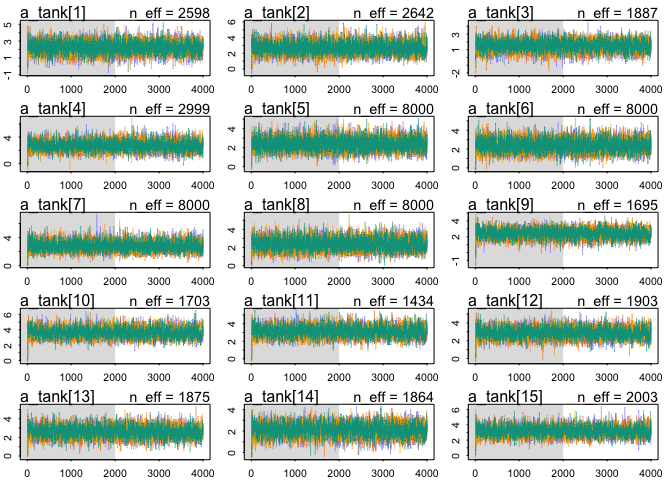 a_tank[1] n_eff = 2598 a_tank[2] n_eff = 2642 a_tank[3] n_eff = 1887
-1 1 3 5 0 2 4 6 -2 1 3
0 1000 2000 3000 4000 0 1000 2000 3000 4000 0 1000 2000 3000 4000
a_tank[4] n_eff = 2999 a_tank[5] n_eff = 8000 a_tank[6] n_eff = 8000
0 4 0 2 4 0 2 4
0 1000 2000 3000 4000 0 1000 2000 3000 4000 0 1000 2000 3000 4000
a_tank[7] n_eff = 8000 a_tank[8] n_eff = 8000 a_tank[9] n_eff = 1695
0 4 0 2 4 -1 2 4
0 1000 2000 3000 4000 0 1000 2000 3000 4000 0 1000 2000 3000 4000
a_tank[10] n_eff = 1703 a_tank[11] n_eff = 1434 a_tank[12] n_eff = 1903
0 2 4 6 0 2 4 0 2 4
0 1000 2000 3000 4000 0 1000 2000 3000 4000 0 1000 2000 3000 4000
a_tank[13] n_eff = 1875 a_tank[14] n_eff = 1864 a_tank[15] n_eff = 2003
0 2 4 0 2 4 0 2 4 6
0 1000 2000 3000 4000 0 1000 2000 3000 4000 0 1000 2000 3000 4000